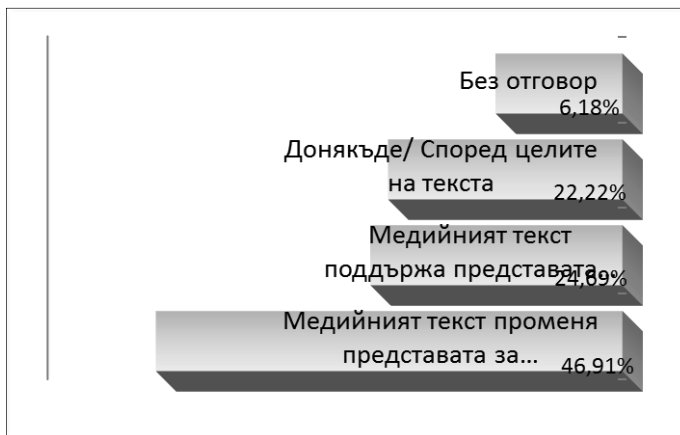 Без отговор
6,18%
Донякъде/ Според целите
на текста
22,22%
Медийният текст
поддържа представата…
24,69%
Медийният текст променя
представата за…
46,91%